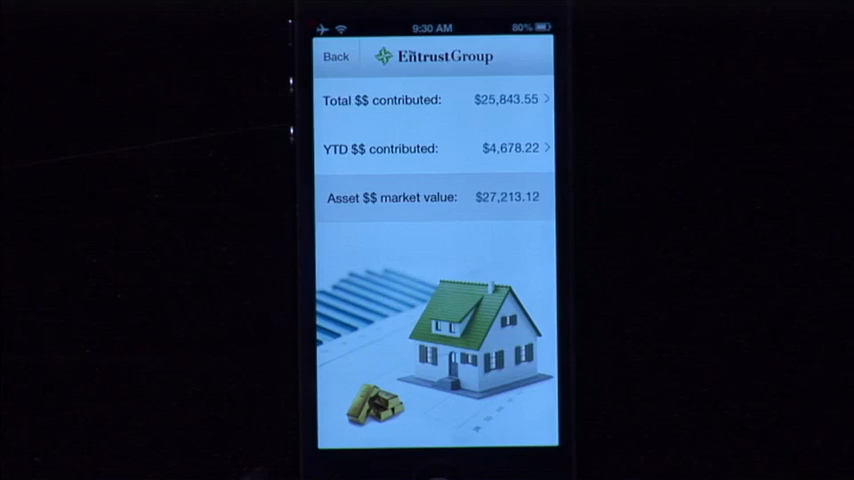 9:30 AM 80%
Back The EntrustGroup
Total $$ contributed: $25,843.55
YTD $$ contributed: $4,678.22
Asset $$ market value: $27,213.12